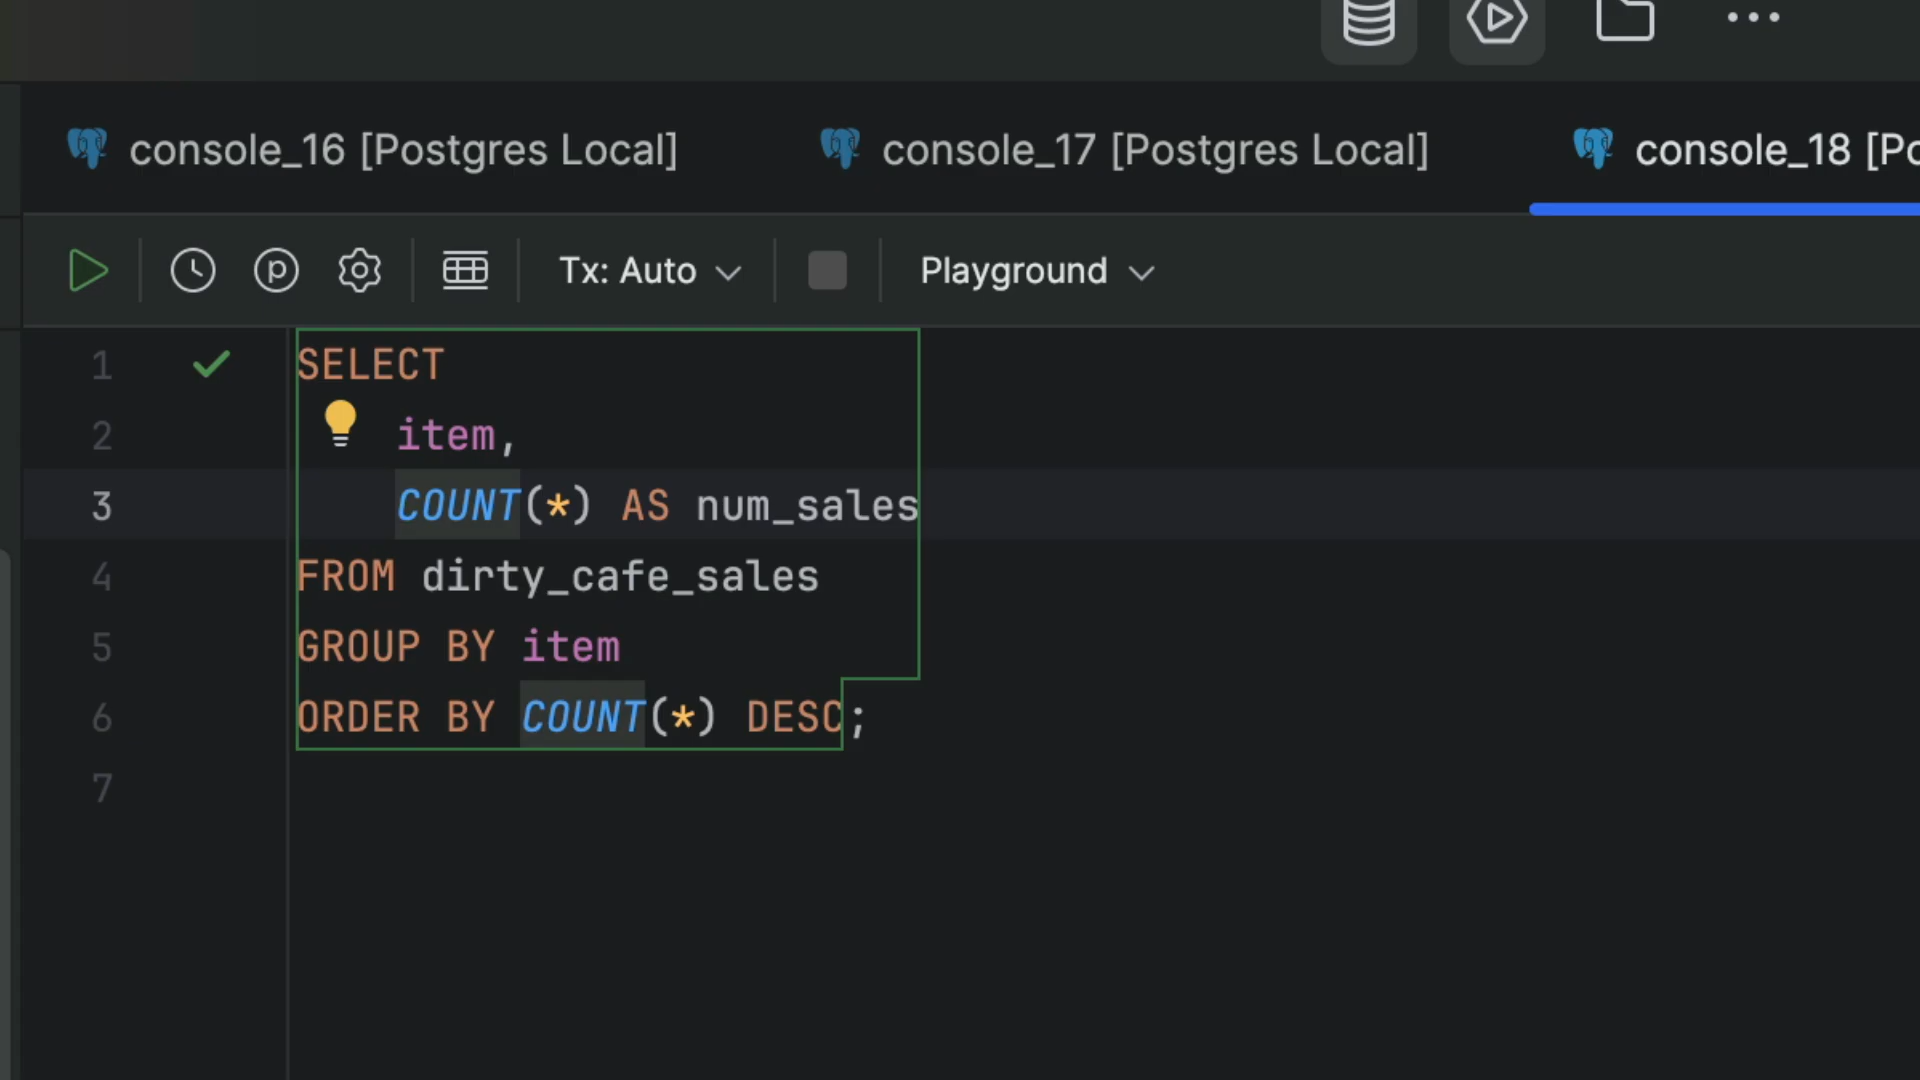 console_16 [Postgres Local]
console_17 [Postgres Local]
console_18 [Po
Tx: Auto
Playground
1 SELECT
2 item,
3 COUNT(*) AS num_sales
4 FROM dirty_cafe_sales
5 GROUP BY item
6 ORDER BY COUNT(*) DESC;
7